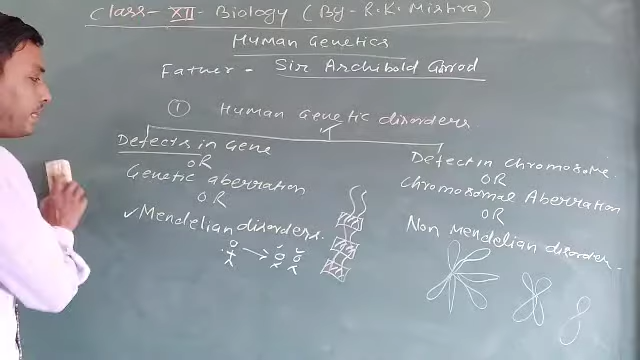 Class - XII - Biology (By - R.K. Mishra)
Human Genetics
Father - Sir Archibold Garrod
① Human Genetic disorders
Defects in Gene
OR
Genetic aberration
OR
✓Mendelian disorders.
Defect in Chromosome.
OR
Chromosomal Aberration
OR
Non Mendelian disorder.